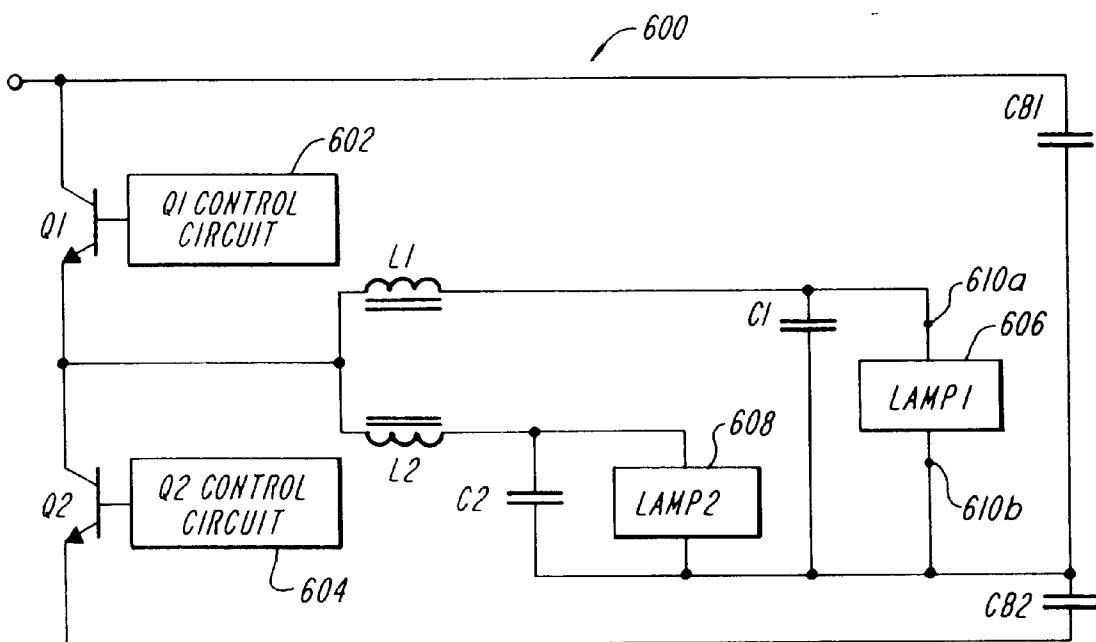 600
CB1
602
Q1 CONTROL
CIRCUIT
Q1
L1
610a
C1
606
LAMP1
L2
608
Q2
Q2 CONTROL
CIRCUIT
C2
LAMP2
610b
604
CB2